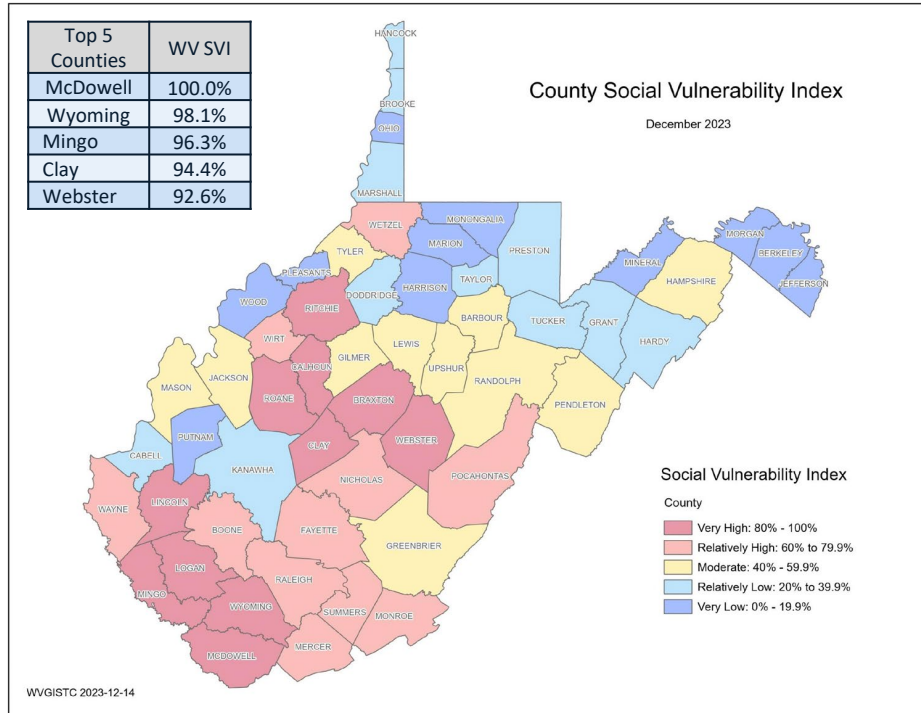 Top 5
Counties
WV SVI
McDowell 100.0%
Wyoming 98.1%
Mingo 96.3%
Clay 94.4%
Webster 92.6%
County Social Vulnerability Index
December 2023
HANCOCK
BROOKE
OHIO
MARSHALL
WETZEL
MONONGALIA
MARION
PRESTON
MORGAN
BERKELEY
JEFFERSON
MINERAL
HAMPSHIRE
TYLER
PLEASANTS
DODDRIDGE
HARRISON
TAYLOR
WOOD
RITCHIE
BARBOUR
TUCKER
GRANT
HARDY
WIRT
GILMER
LEWIS
UPSHUR
RANDOLPH
CALHOUN
MASON
JACKSON
ROANE
BRAXTON
PENDLETON
PUTNAM
CLAY
WEBSTER
CABELL
KANAWHA
NICHOLAS
POCAHONTAS
WAYNE
LINCOLN
BOONE
FAYETTE
GREENBRIER
LOGAN
RALEIGH
MINGO
WYOMING
SUMMERS
MONROE
MERCER
MCDOWELL
Social Vulnerability Index
County
Very High: 80% - 100%
Relatively High: 60% to 79.9%
Moderate: 40% - 59.9%
Relatively Low: 20% to 39.9%
Very Low: 0% - 19.9%
WVGISTC 2023-12-14